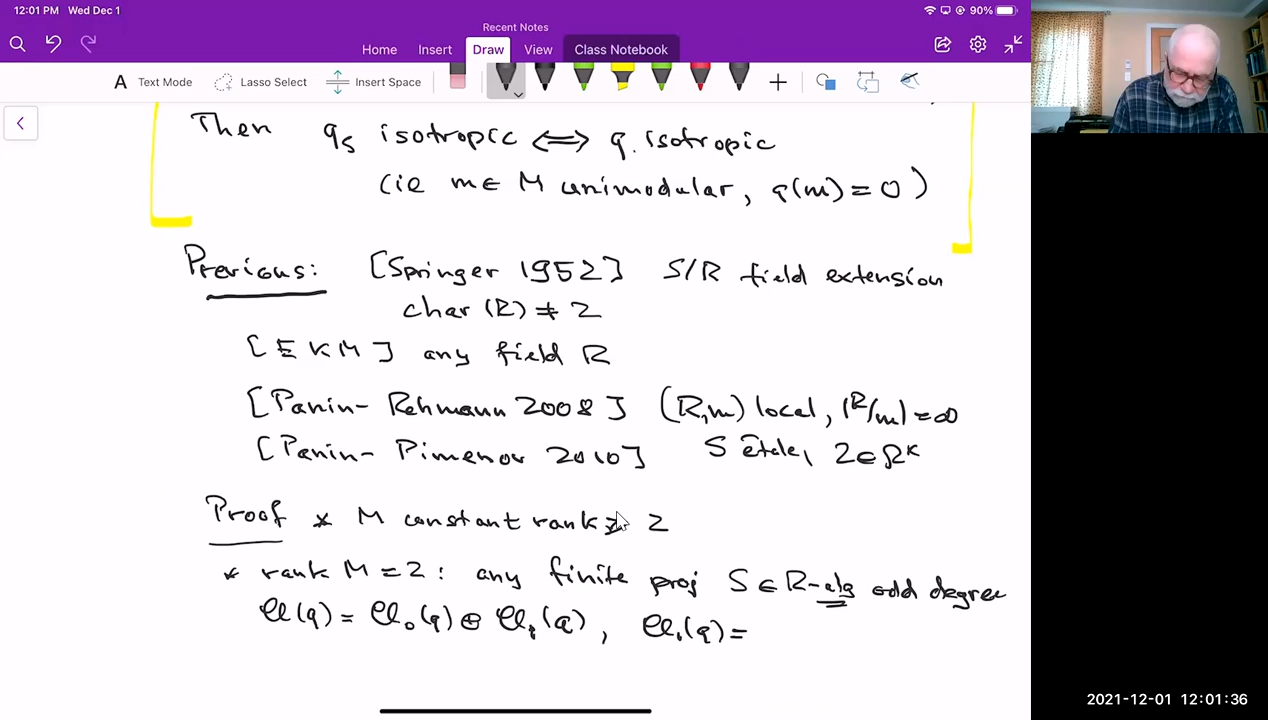 12:01 PM Wed Dec 1
Recent Notes
90%
Home Insert Draw View Class Notebook
A Text Mode Lasso Select Insert Space
Then q_S isotropic ⟺ q isotropic
(ie m ∈ M unimodular, q(m) = 0)
Previous: [Springer 1952] S/R field extension
char (R) ≠ 2
[EKM] any field R
[Panin-Rehmann 2008] (R,m) local, |R/m| = ∞
[Panin-Pimenov 2010] S étale, 2 ∈ R^×
Proof * M constant rank ≥ 2
* rank M = 2: any finite proj S ∈ R-alg odd degree
Cl(q) = Cl_0(q) ⊕ Cl_1(q), Cl_1(q) =
2021-12-01 12:01:36